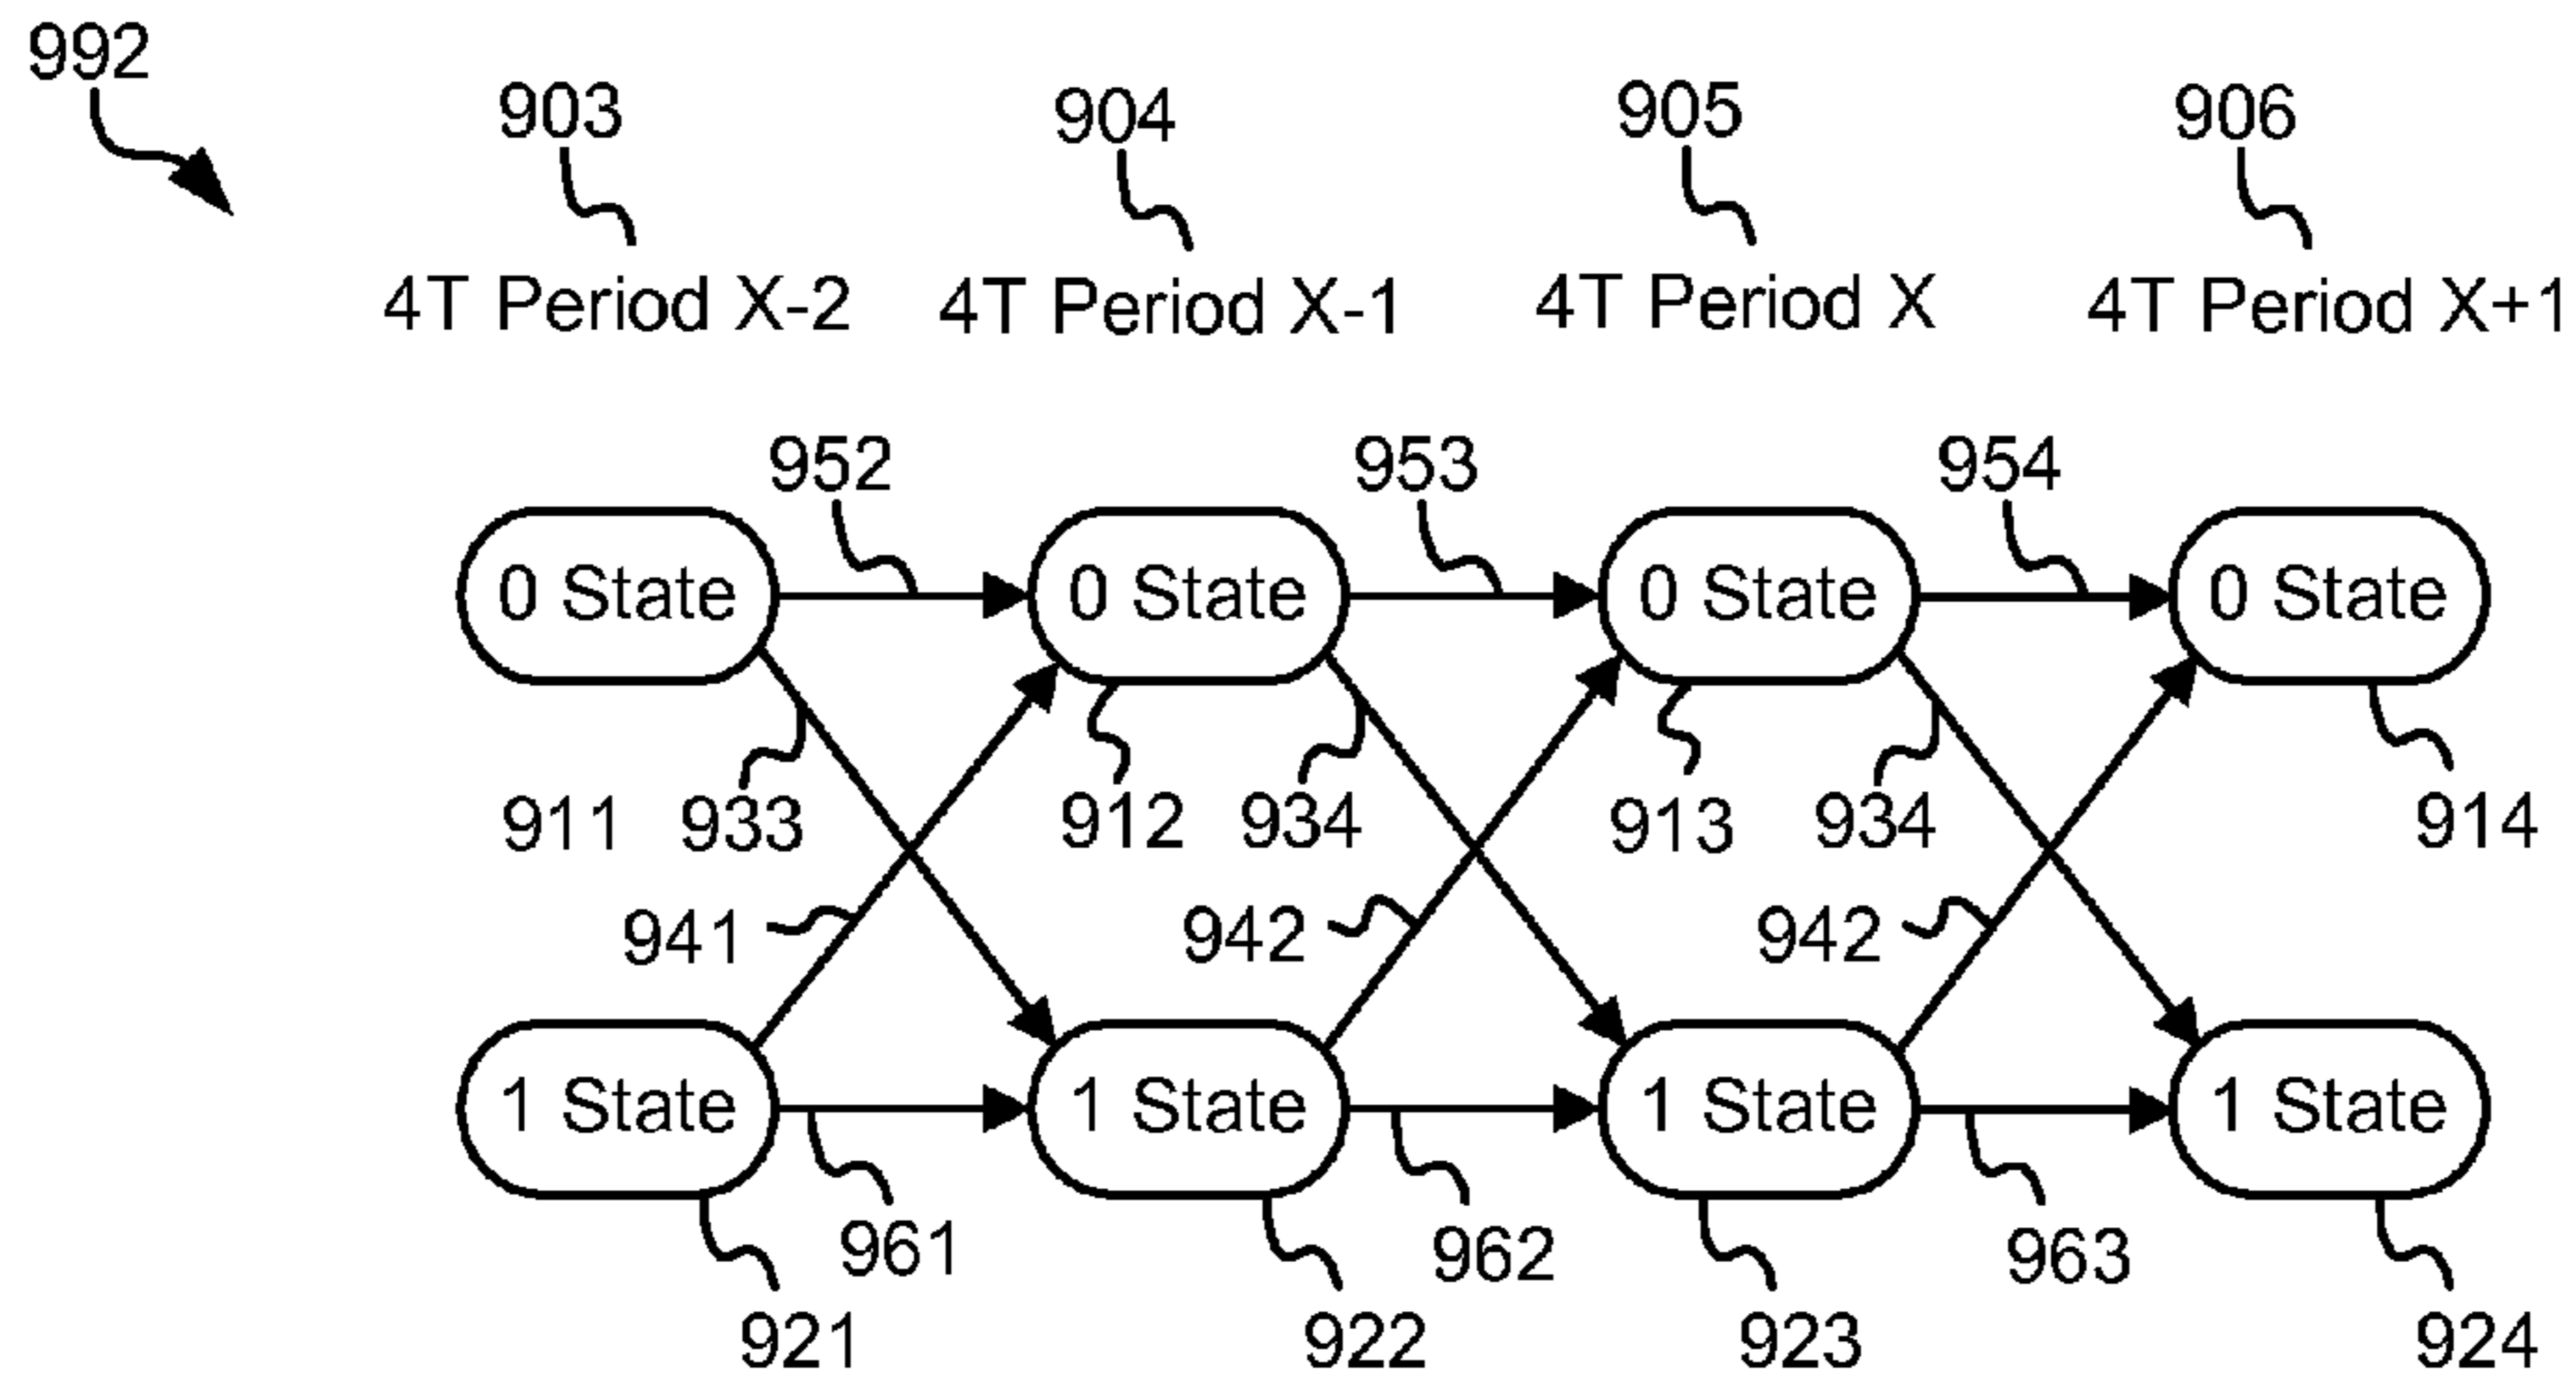 992
903 904 905 906
4T Period X-2 4T Period X-1 4T Period X 4T Period X+1
952 953 954
0 State 0 State 0 State 0 State
911 933 912 934 913 934 914
941 942 942
1 State 1 State 1 State 1 State
961 962 963
921 922 923 924